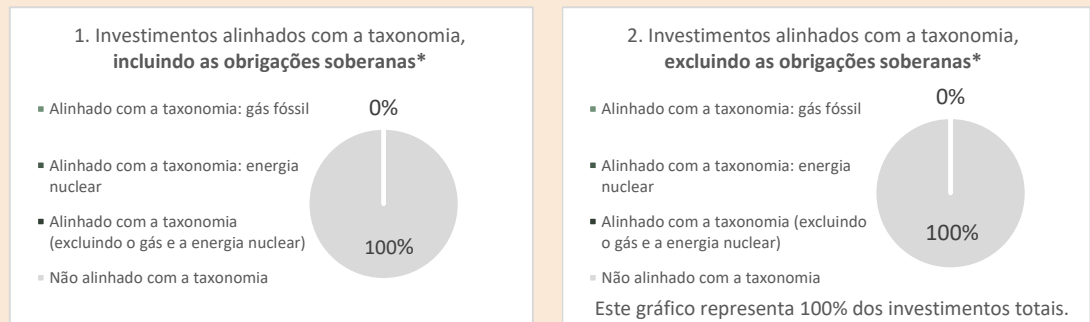 1. Investimentos alinhados com a taxonomia,
incluindo as obrigações soberanas*
Alinhado com a taxonomia: gás fóssil
0%
Alinhado com a taxonomia: energia
nuclear
Alinhado com a taxonomia
(excluindo o gás e a energia nuclear)
100%
Não alinhado com a taxonomia
2. Investimentos alinhados com a taxonomia,
excluindo as obrigações soberanas*
Alinhado com a taxonomia: gás fóssil
0%
Alinhado com a taxonomia: energia
nuclear
Alinhado com a taxonomia (excluindo
o gás e a energia nuclear)
100%
Não alinhado com a taxonomia
Este gráfico representa 100% dos investimentos totais.